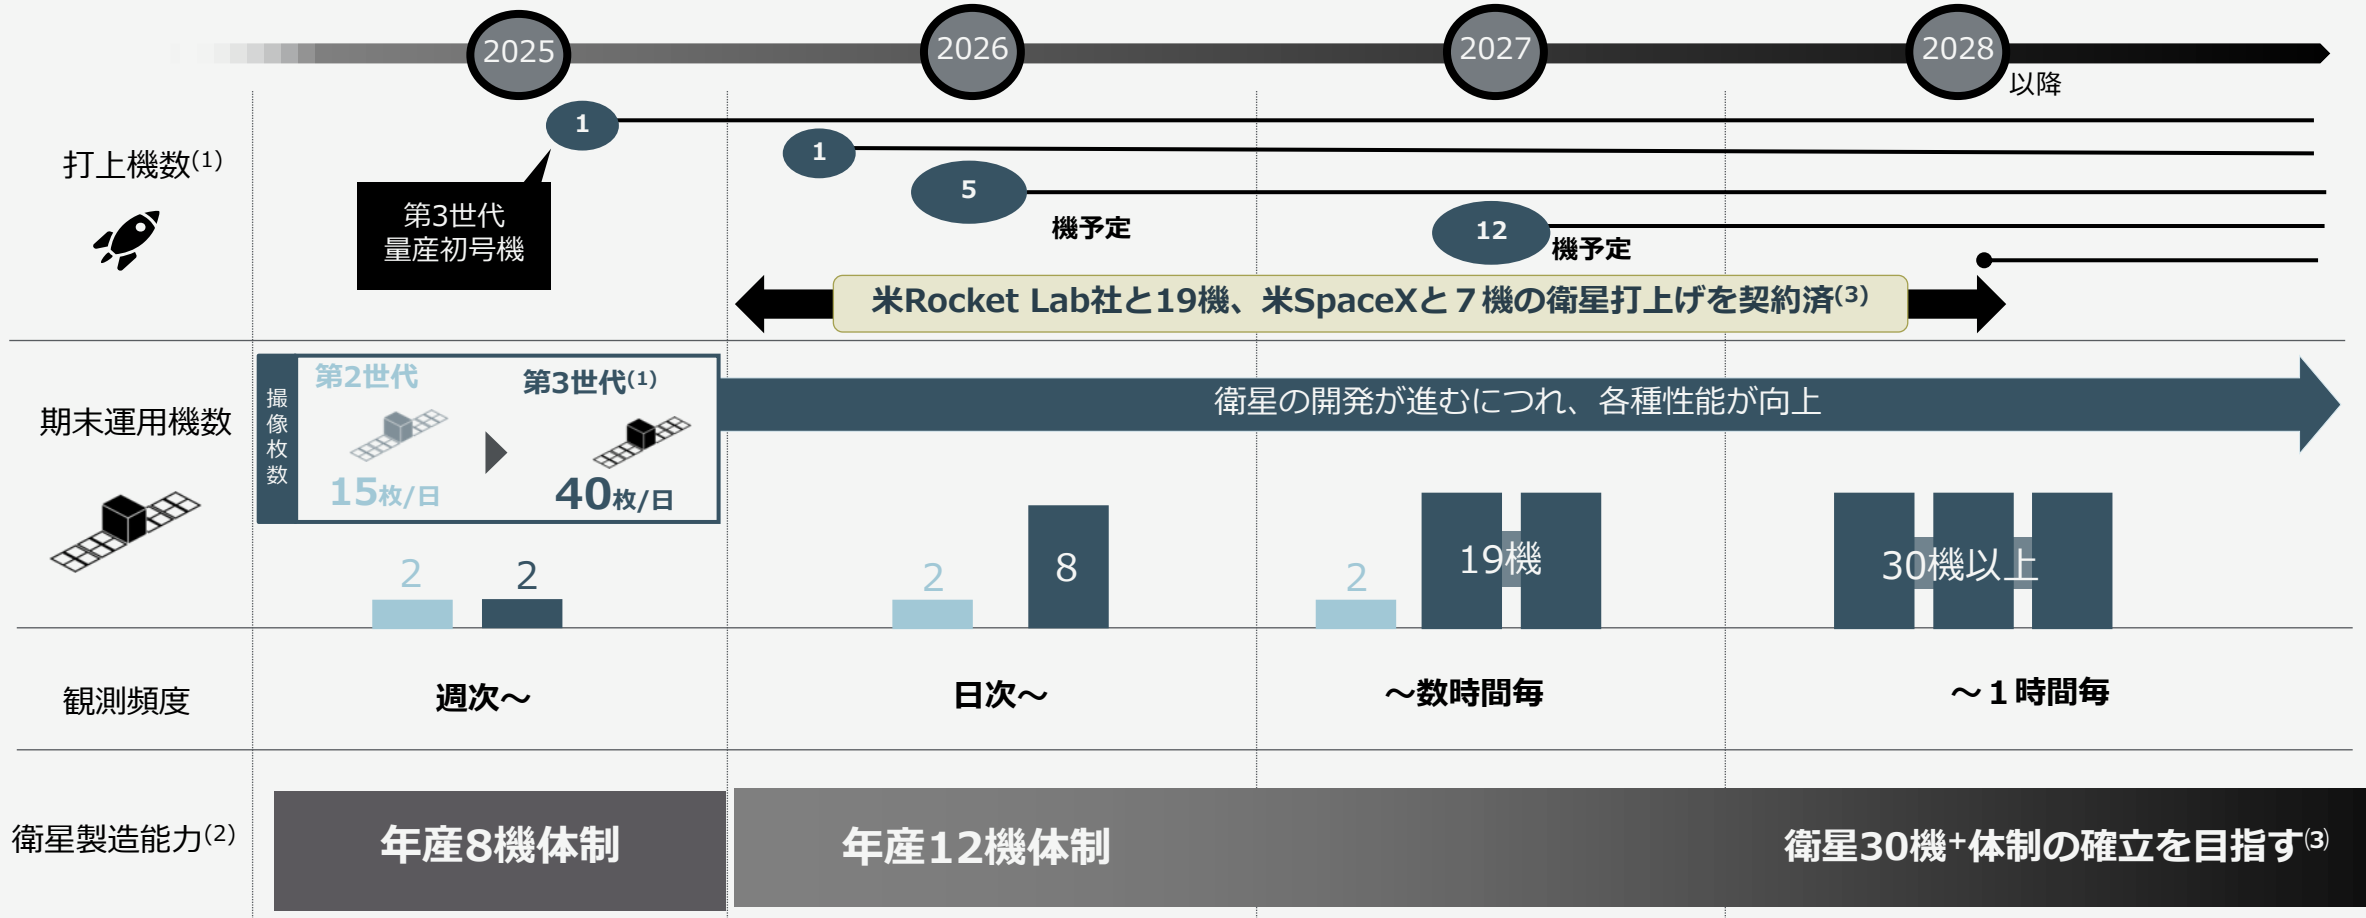 2025
2026
2027
2028
以降
打上機数(1)
1
1
5
機予定
12
機予定
第3世代
量産初号機
米Rocket Lab社と19機、米SpaceXと７機の衛星打上げを契約済(3)
期末運用機数
撮像枚数
第2世代
第3世代(1)
15枚/日
40枚/日
衛星の開発が進むにつれ、各種性能が向上
2
2
2
8
2
19機
30機以上
観測頻度
週次～
日次～
～数時間毎
～１時間毎
衛星製造能力(2)
年産8機体制
年産12機体制
衛星30機+体制の確立を目指す(3)